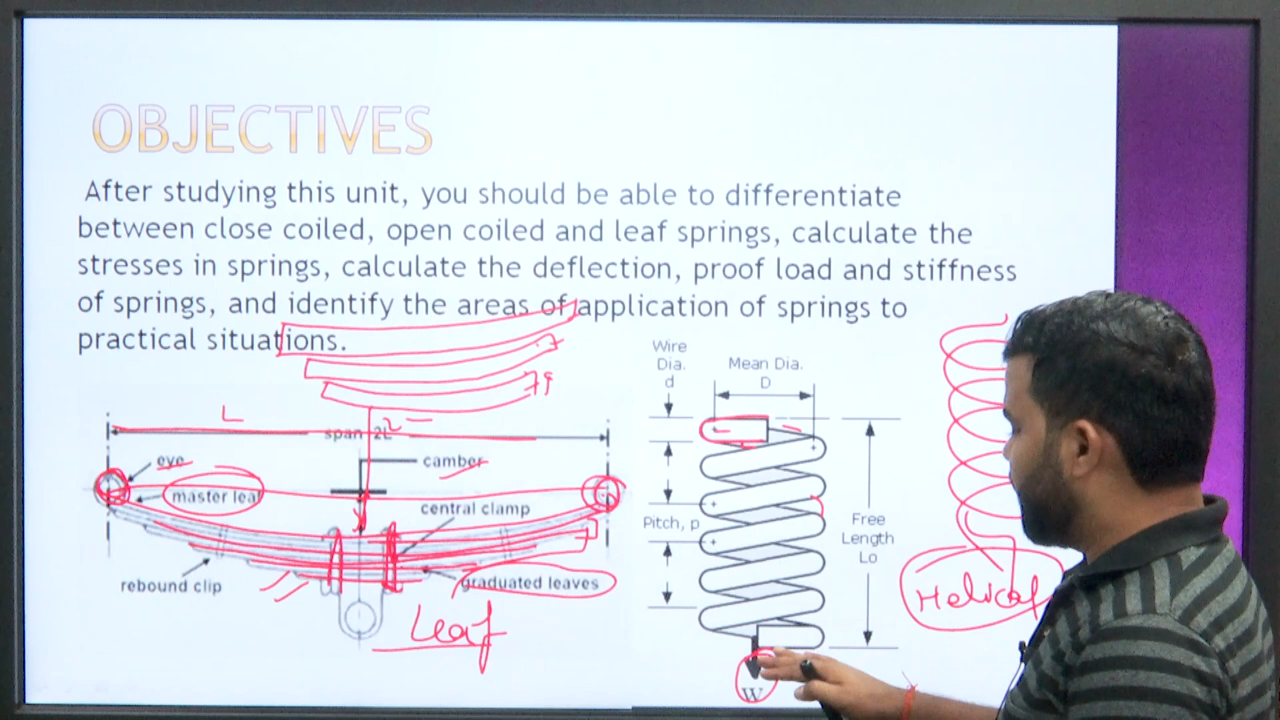 OBJECTIVES
After studying this unit, you should be able to differentiate
between close coiled, open coiled and leaf springs, calculate the
stresses in springs, calculate the deflection, proof load and stiffness
of springs, and identify the areas of application of springs to
practical situations.
L
span 2L
eye
camber
master leaf
central clamp
rebound clip
graduated leaves
Leaf
Wire
Dia.
d
Mean Dia.
D
Pitch, p
Free
Length
Lo
W
Helical